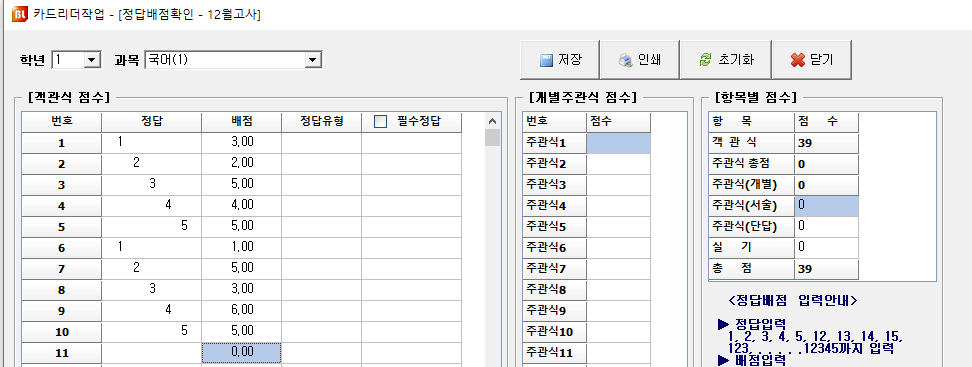 BL 카드리더작업 - [정답배점확인 - 12월고사]
학년 1 과목 국어(1) 저장 인쇄 초기화 닫기
[객관식 점수] [개별주관식 점수] [항목별 점수]
번호 정답 배점 정답유형 필수정답 번호 점수 항 목 점 수
1 1 3,00 주관식1 객 관 식 39
2 2 2,00 주관식2 주관식 총점 0
3 3 5,00 주관식3 주관식(개별) 0
4 4 4,00 주관식4 주관식(서술) 0
5 5 5,00 주관식5 주관식(단답) 0
6 1 1,00 주관식6 실 기 0
7 2 5,00 주관식7 총 점 39
8 3 3,00 주관식8
9 4 6,00 주관식9 <정답배점 입력안내>
10 5 5,00 주관식10 ▶ 정답입력
11 0,00 주관식11 1, 2, 3, 4, 5, 12, 13, 14, 15,
123, . . . . ,12345까지 입력
▶ 배점입력